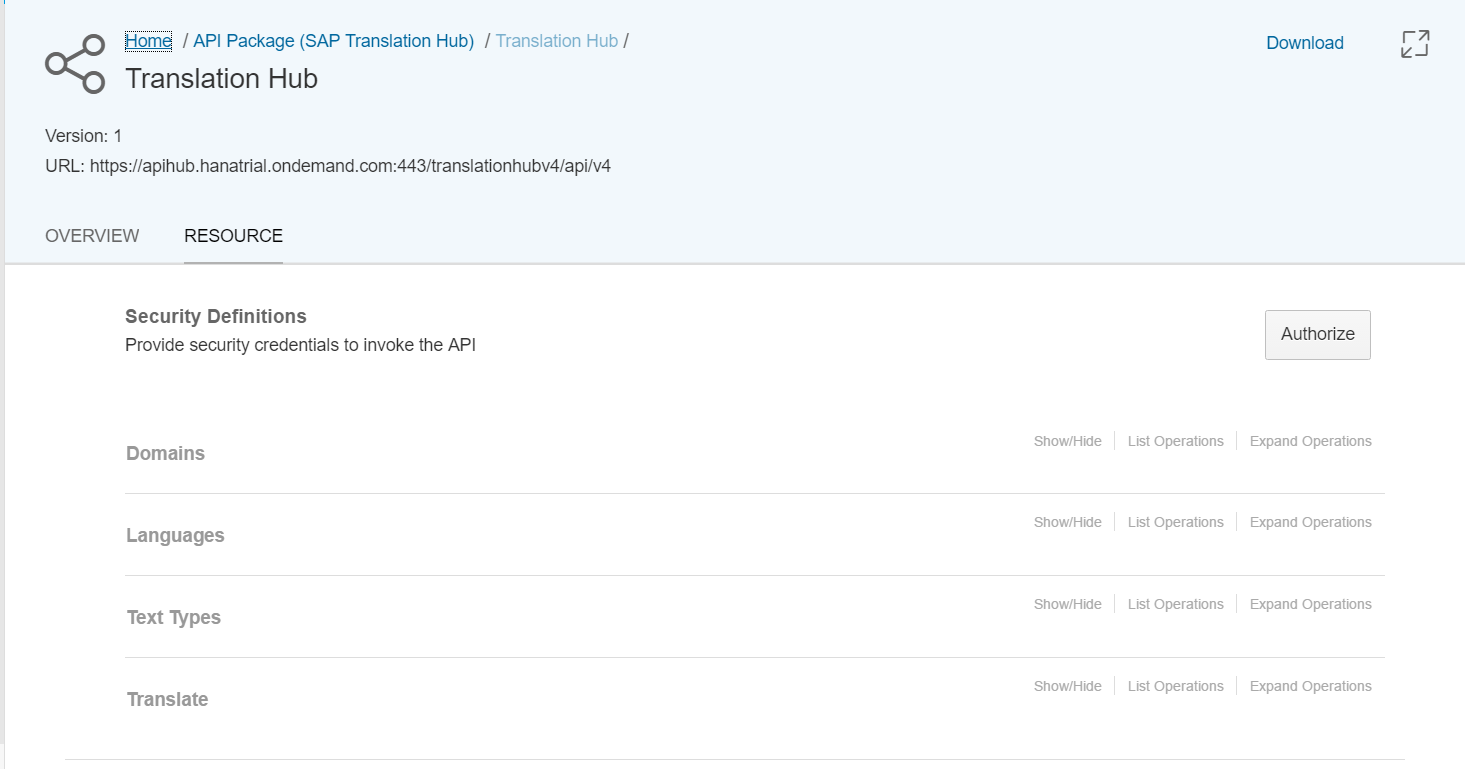 Home / API Package (SAP Translation Hub) / Translation Hub /
Download
Translation Hub
Version: 1
URL: https://apihub.hanatrial.ondemand.com:443/translationhubv4/api/v4
OVERVIEW RESOURCE
Security Definitions
Provide security credentials to invoke the API
Authorize
Domains
Show/Hide List Operations Expand Operations
Languages
Show/Hide List Operations Expand Operations
Text Types
Show/Hide List Operations Expand Operations
Translate
Show/Hide List Operations Expand Operations